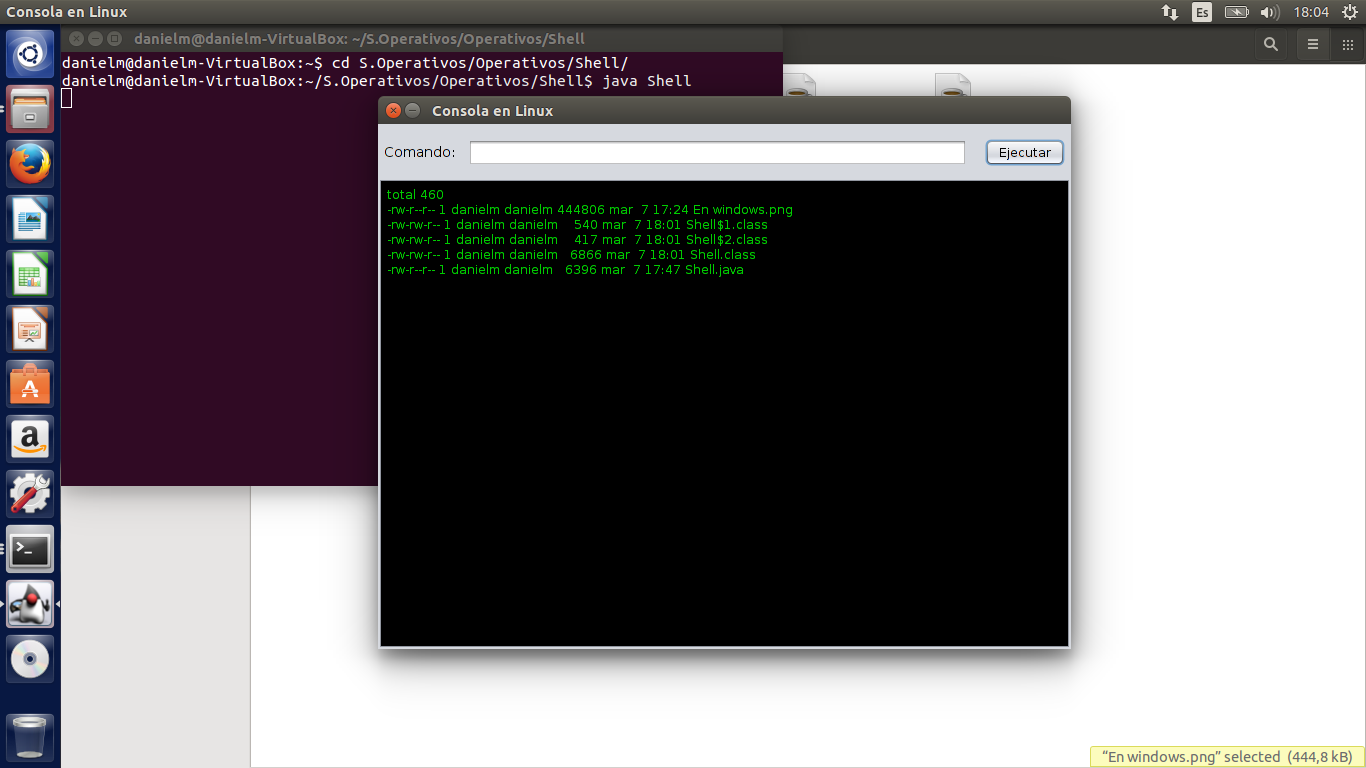 Consola en Linux
Es
18:04
danielm@danielm-VirtualBox: ~/S.Operativos/Operativos/Shell
danielm@danielm-VirtualBox:~$ cd S.Operativos/Operativos/Shell/
danielm@danielm-VirtualBox:~/S.Operativos/Operativos/Shell$ java Shell
Consola en Linux
Comando:
Ejecutar
total 460
-rw-r--r-- 1 danielm danielm 444806 mar  7 17:24 En windows.png
-rw-rw-r-- 1 danielm danielm    540 mar  7 18:01 Shell$1.class
-rw-rw-r-- 1 danielm danielm    417 mar  7 18:01 Shell$2.class
-rw-rw-r-- 1 danielm danielm   6866 mar  7 18:01 Shell.class
-rw-r--r-- 1 danielm danielm   6396 mar  7 17:47 Shell.java
“En windows.png” selected (444,8 kB)